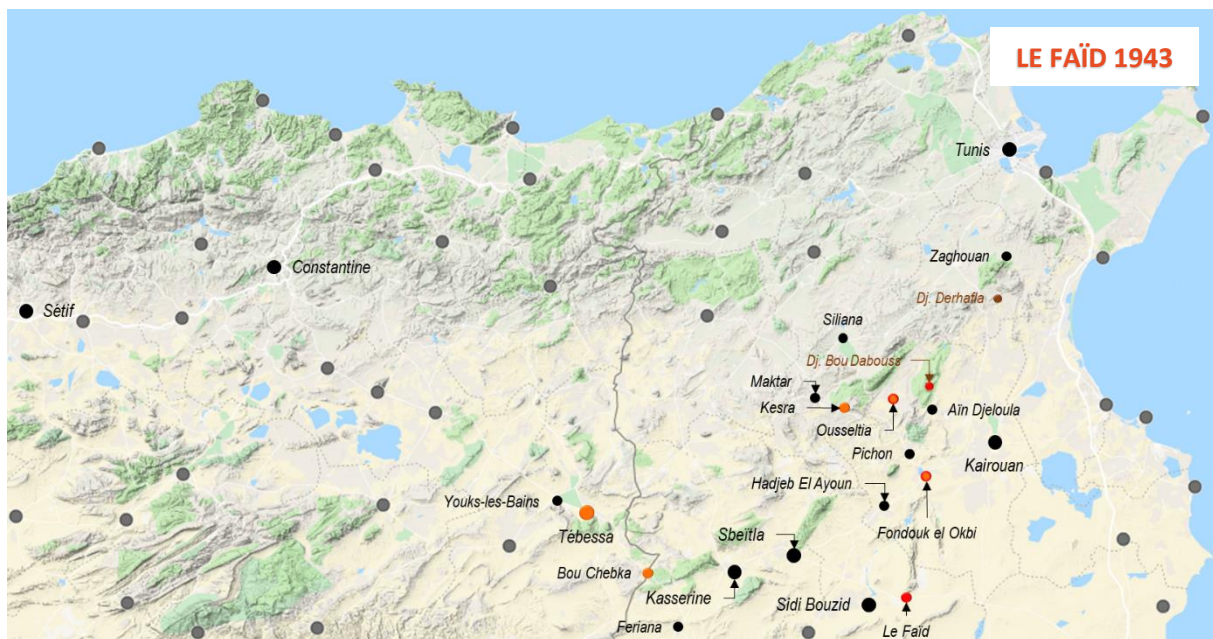 LE FAÏD 1943
Tunis
Zaghouan
Constantine
Dj. Derhafla
Sétif
Siliana
Dj. Bou Dabouss
Maktar
Kesra
Aïn Djeloula
Ousseltia
Pichon
Kairouan
Hadjeb El Ayoun
Youks-les-Bains
Fondouk el Okbi
Sbeïtla
Tébessa
Bou Chebka
Kasserine
Sidi Bouzid
Feriana
Le Faïd